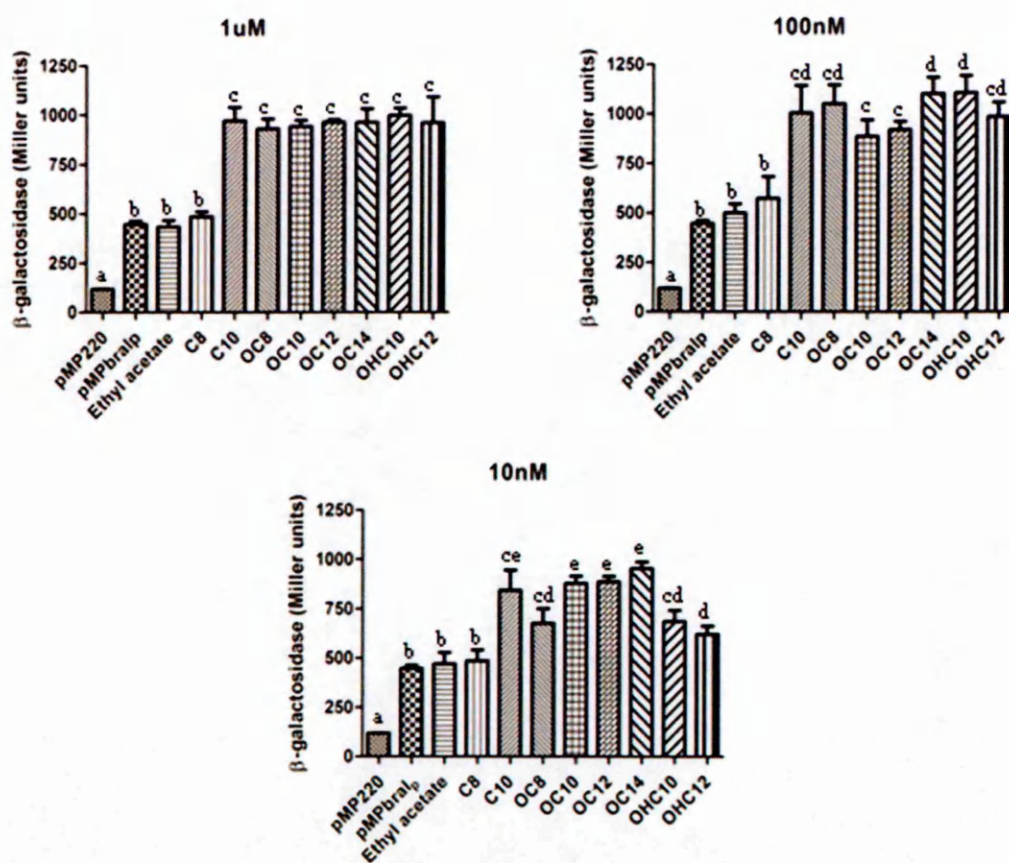 1uM
β-galactosidase (Miller units)
1250
1000
750
500
250
0
a
b
b
b
c
c
c
c
c
c
c
pMP220
pMPbraIp
Ethyl acetate
C8
C10
OC8
OC10
OC12
OC14
OHC10
OHC12
100nM
β-galactosidase (Miller units)
1250
1000
750
500
250
0
a
b
b
b
cd
cd
c
c
d
d
cd
pMP220
pMPbraIp
Ethyl acetate
C8
C10
OC8
OC10
OC12
OC14
OHC10
OHC12
10nM
β-galactosidase (Miller units)
1250
1000
750
500
250
0
a
b
b
b
ce
cd
e
e
e
cd
d
pMP220
pMPbraIp
Ethyl acetate
C8
C10
OC8
OC10
OC12
OC14
OHC10
OHC12